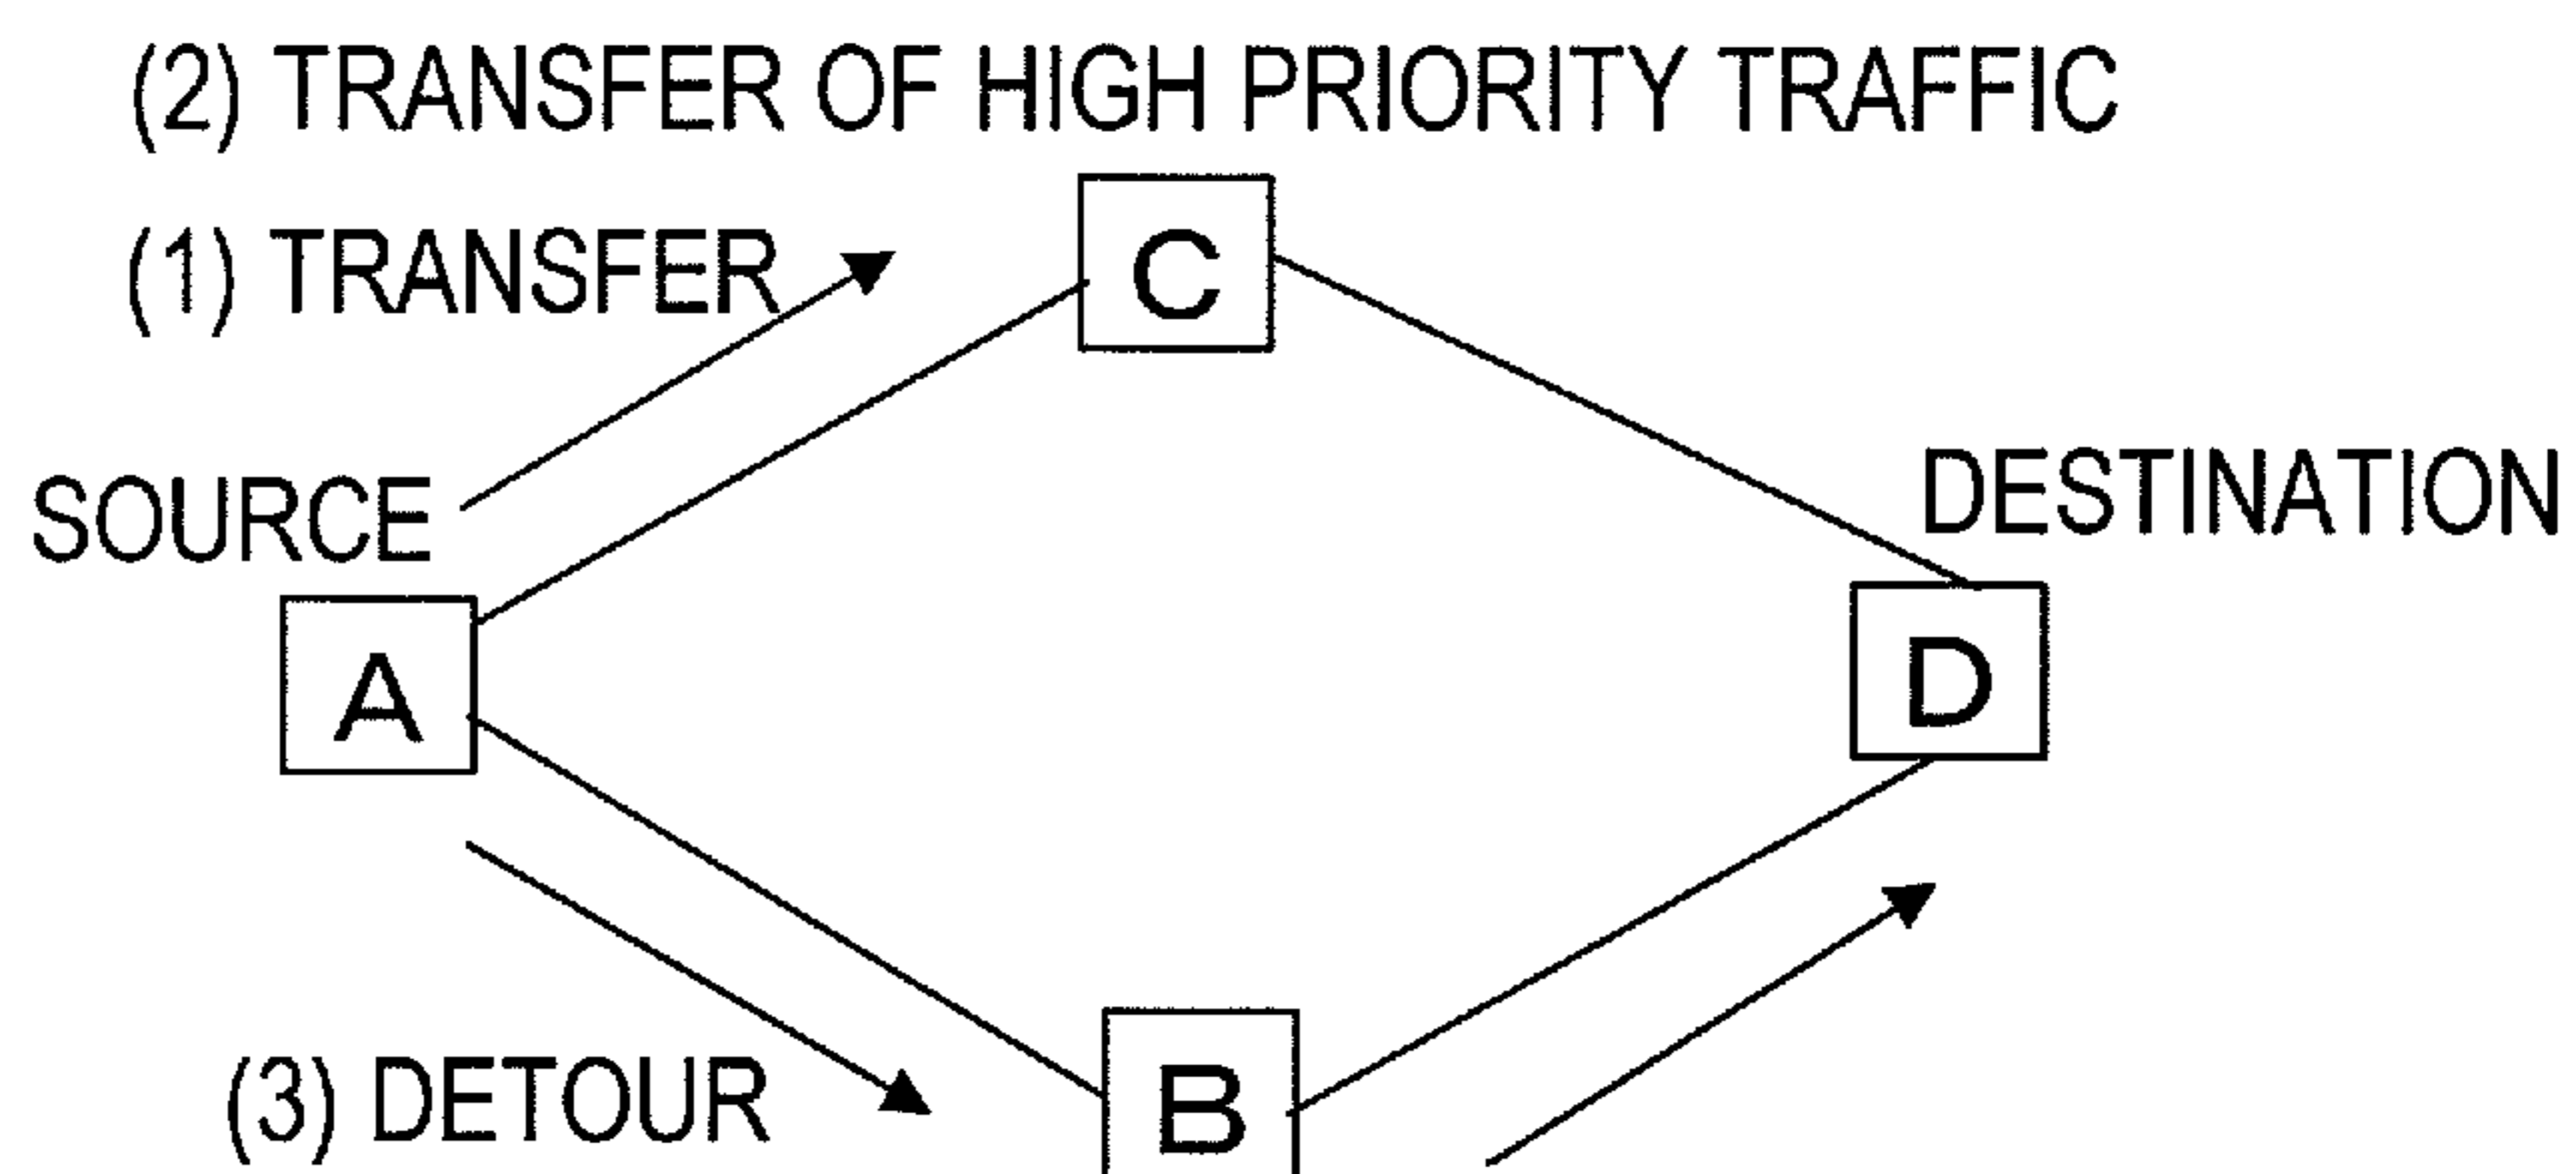 (2) TRANSFER OF HIGH PRIORITY TRAFFIC
(1) TRANSFER
C
SOURCE
DESTINATION
A
D
(3) DETOUR
B